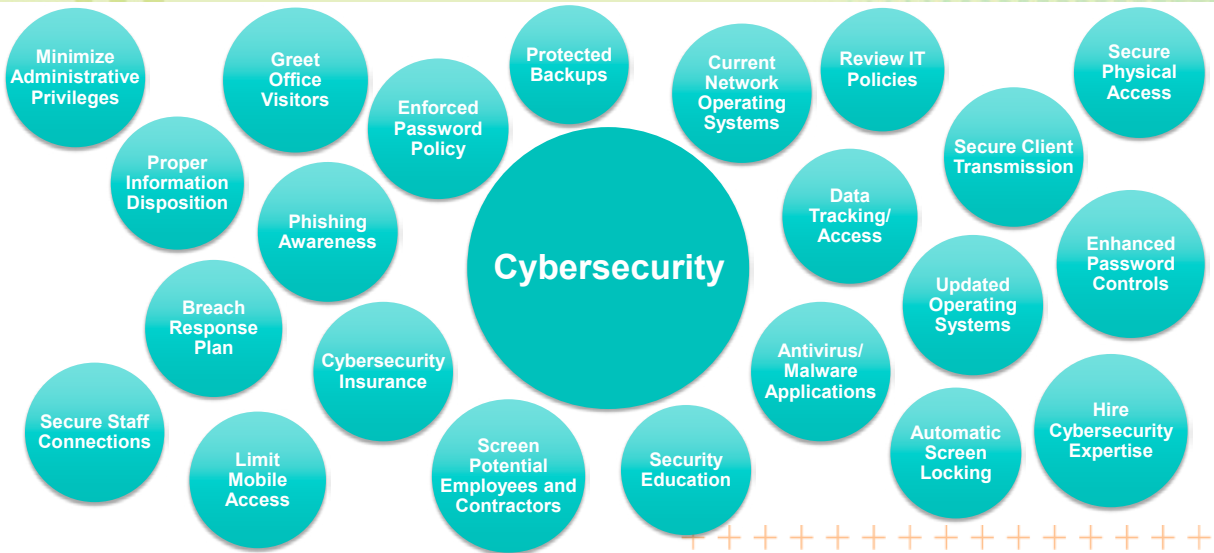 Minimize
Administrative
Privileges
Greet
Office
Visitors
Enforced
Password
Policy
Protected
Backups
Current
Network
Operating
Systems
Review IT
Policies
Secure
Physical
Access
Proper
Information
Disposition
Phishing
Awareness
Cybersecurity
Data
Tracking/
Access
Secure Client
Transmission
Enhanced
Password
Controls
Breach
Response
Plan
Cybersecurity
Insurance
Antivirus/
Malware
Applications
Updated
Operating
Systems
Secure Staff
Connections
Limit
Mobile
Access
Screen
Potential
Employees and
Contractors
Security
Education
Automatic
Screen
Locking
Hire
Cybersecurity
Expertise